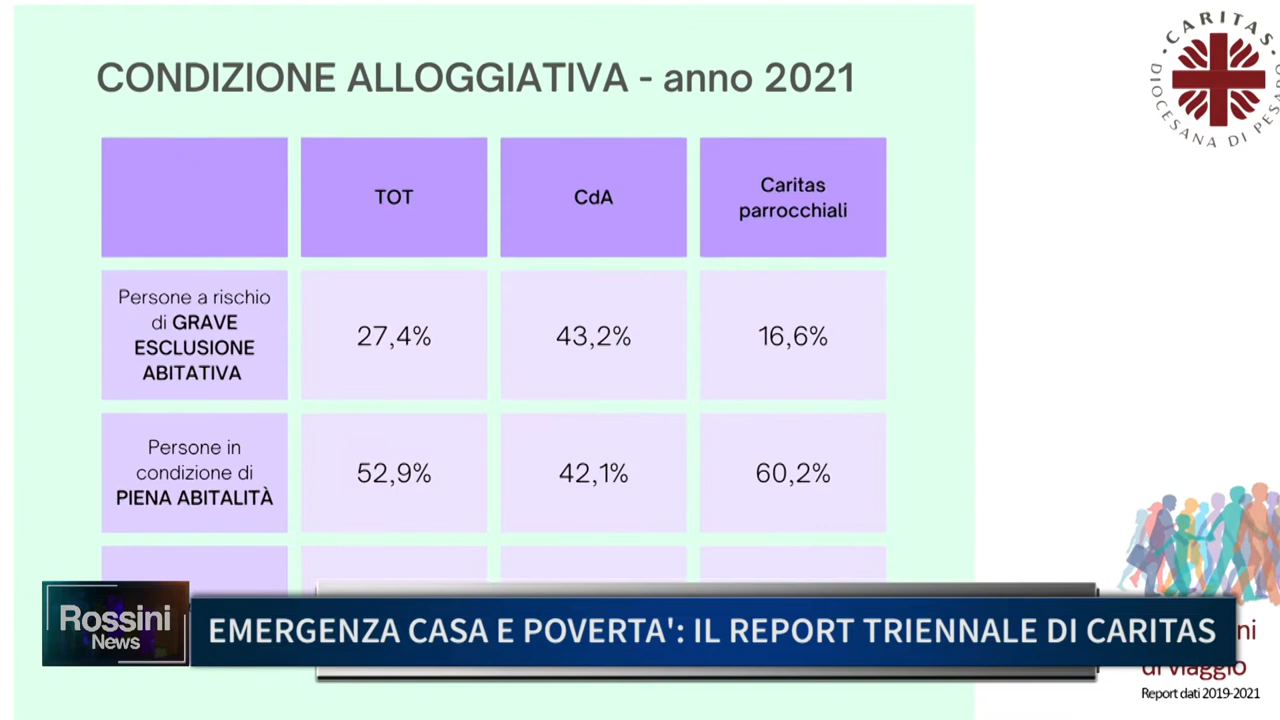 CONDIZIONE ALLOGGIATIVA - anno 2021
TOT
CdA
Caritas
parrocchiali
Persone a rischio
di GRAVE
ESCLUSIONE
ABITATIVA
27,4%
43,2%
16,6%
Persone in
condizione di
PIENA ABITALITÀ
52,9%
42,1%
60,2%
· CARITAS ·
DIOCESANA DI PESARO
Rossini
News
EMERGENZA CASA E POVERTA': IL REPORT TRIENNALE DI CARITAS
ni
di viaggio
Report dati 2019-2021